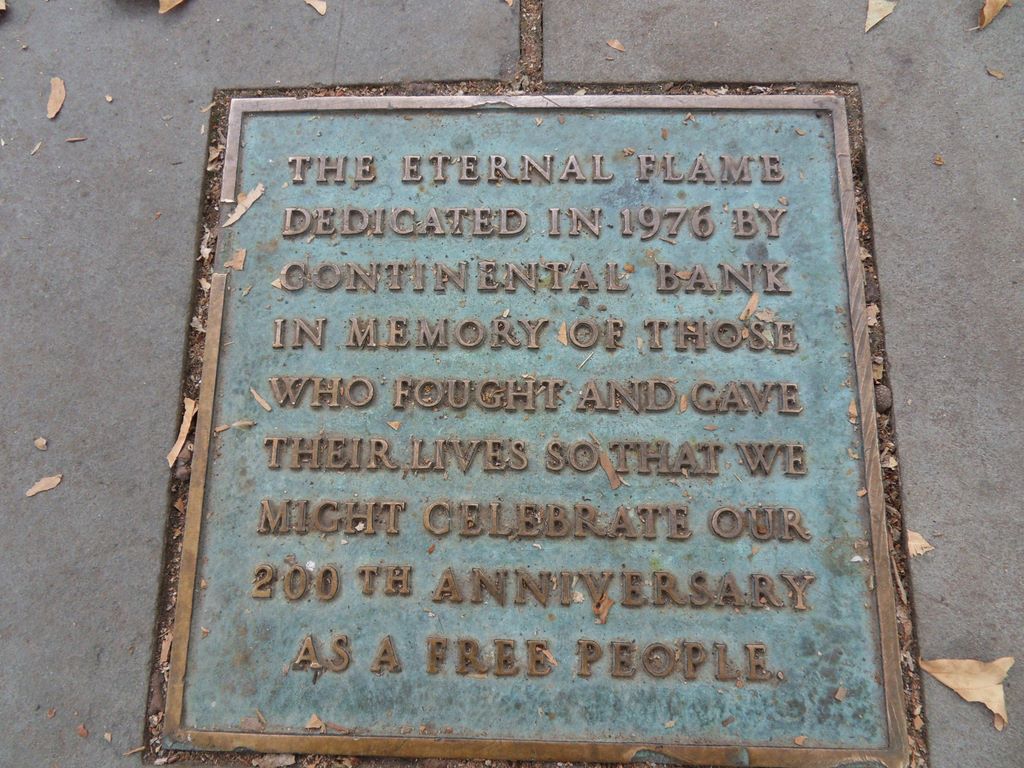 THE ETERNAL FLAME
DEDICATED IN 1976 BY
CONTINENTAL BANK
IN MEMORY OF THOSE
WHO FOUGHT AND GAVE
THEIR LIVES SO THAT WE
MIGHT CELEBRATE OUR
200 TH ANNIVERSARY
AS A FREE PEOPLE.